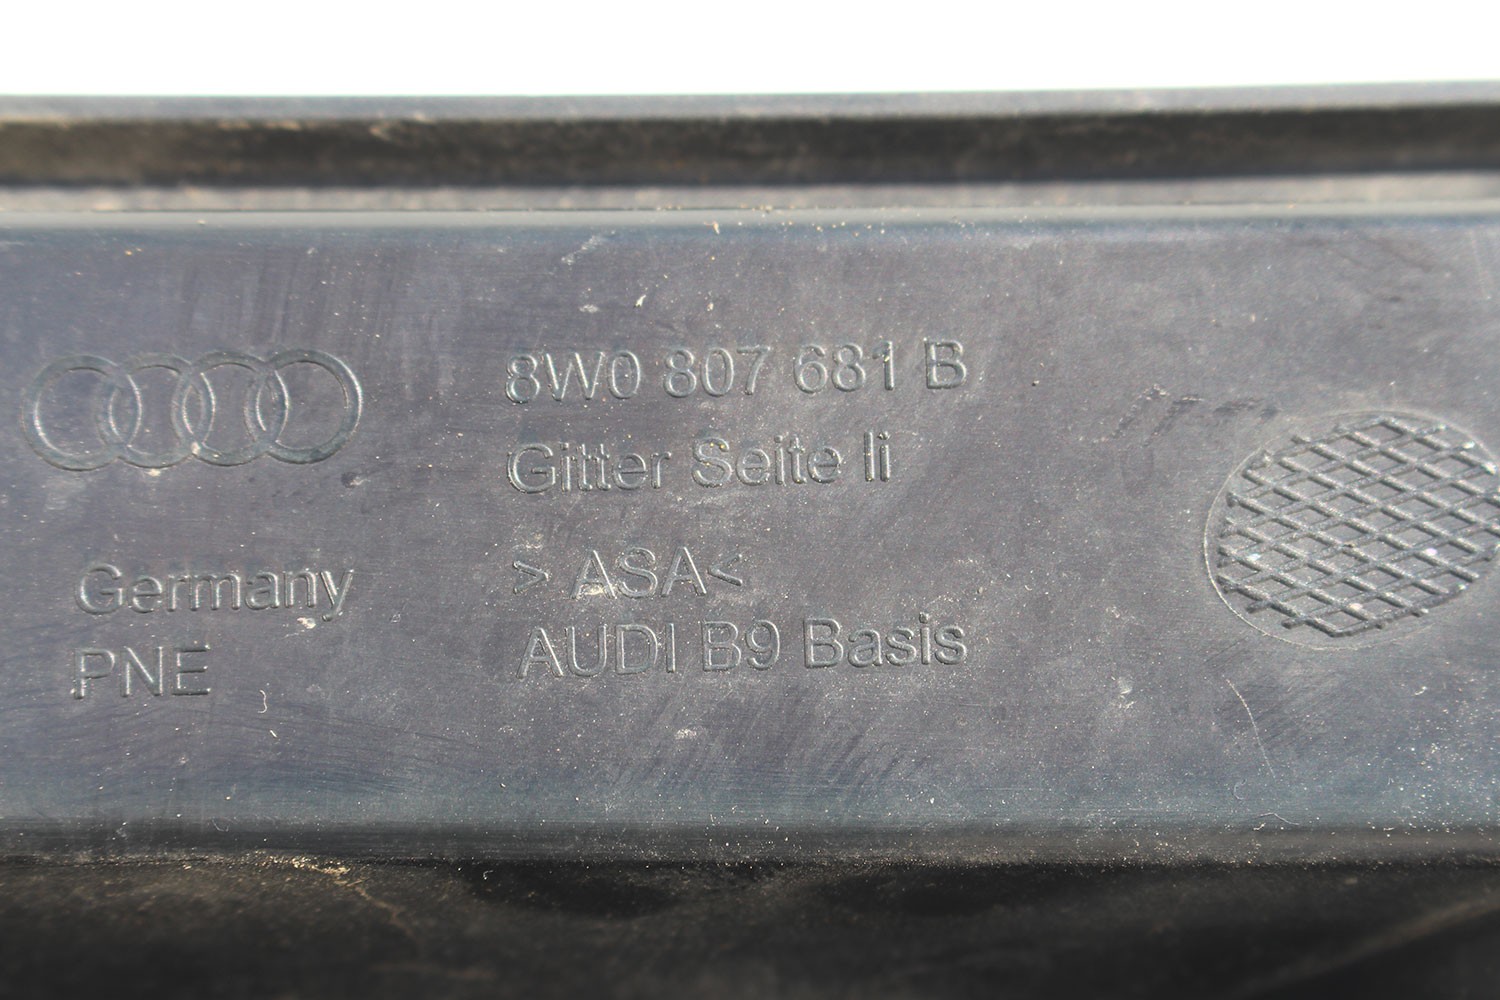 8W0 807 681 B
Gitter Seite li
> ASA<
AUDI B9 Basis
Germany
PNE